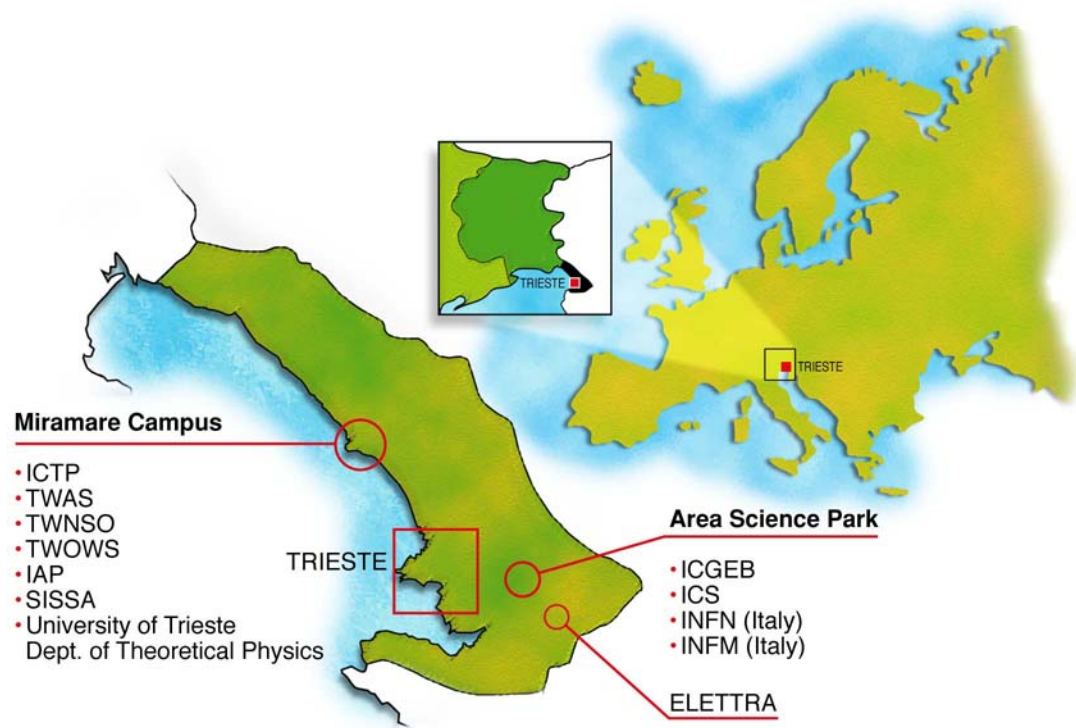 TRIESTE
TRIESTE
Miramare Campus
• ICTP
• TWAS
• TWNSO
• TWOWS
• IAP
• SISSA
• University of Trieste
Dept. of Theoretical Physics
TRIESTE
Area Science Park
• ICGEB
• ICS
• INFN (Italy)
• INFM (Italy)
ELETTRA